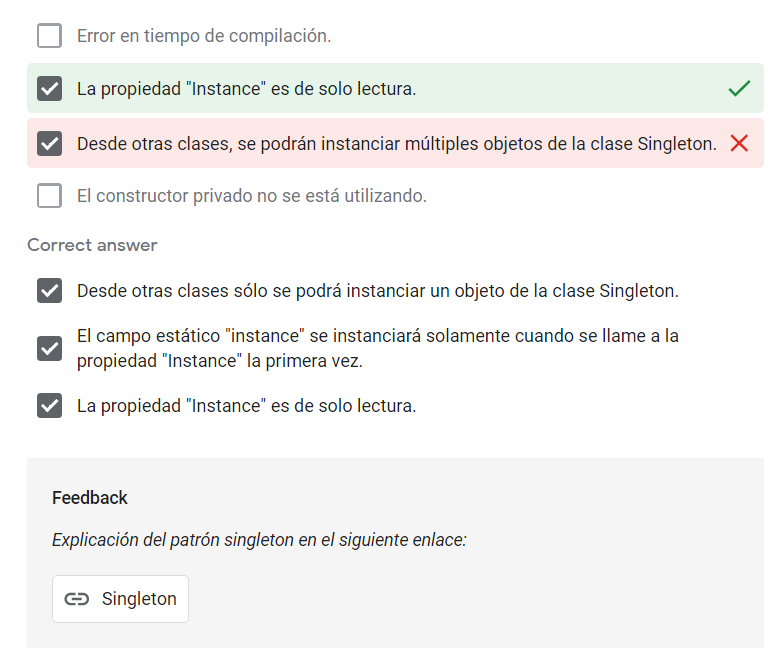 Error en tiempo de compilación.
La propiedad "Instance" es de solo lectura.
Desde otras clases, se podrán instanciar múltiples objetos de la clase Singleton.
El constructor privado no se está utilizando.
Correct answer
Desde otras clases sólo se podrá instanciar un objeto de la clase Singleton.
El campo estático "instance" se instanciará solamente cuando se llame a la
propiedad "Instance" la primera vez.
La propiedad "Instance" es de solo lectura.
Feedback
Explicación del patrón singleton en el siguiente enlace:
Singleton